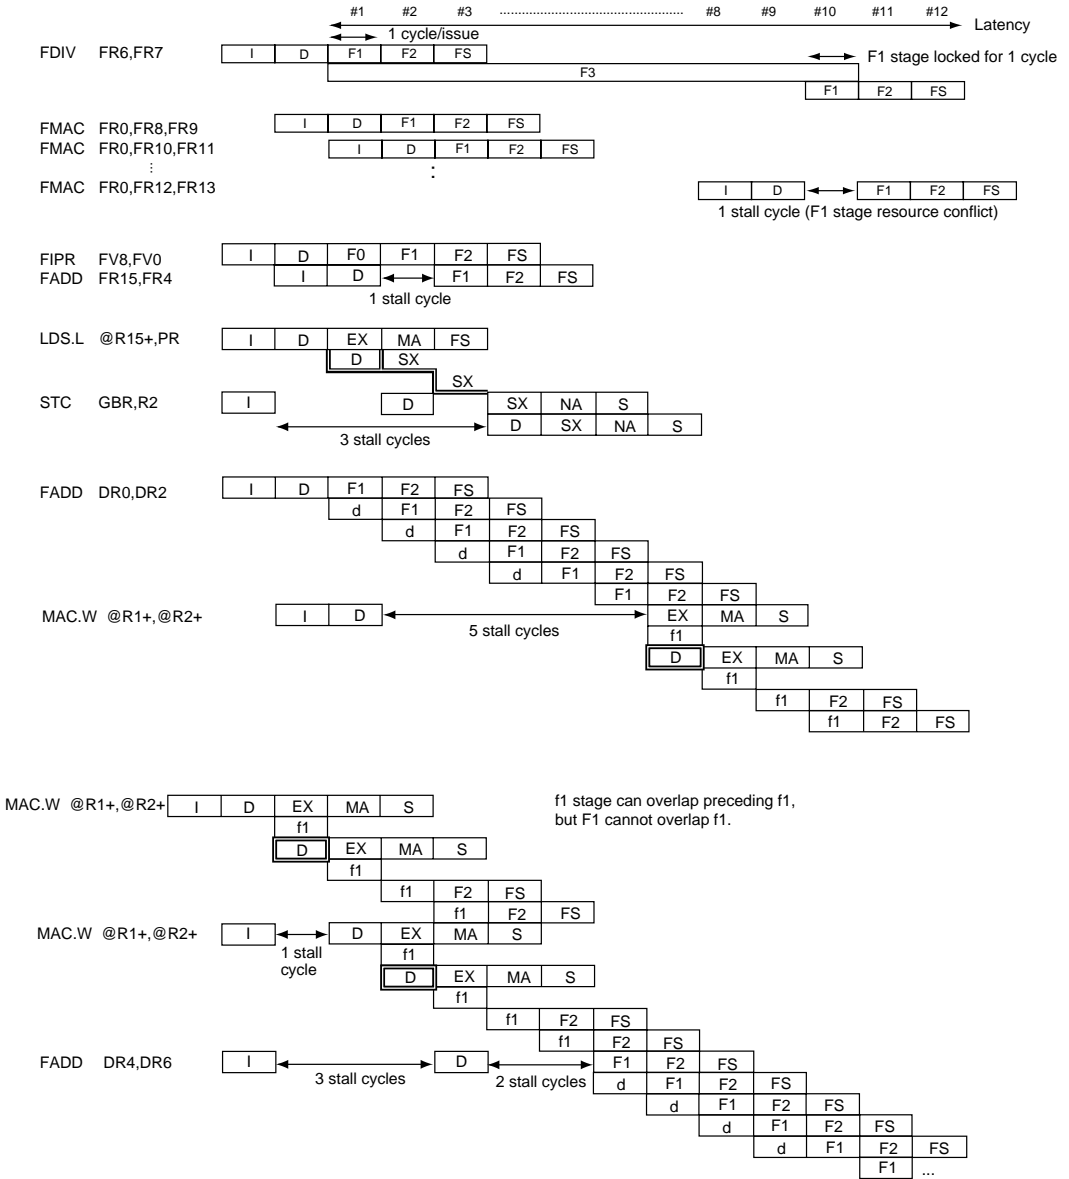 #1 #2 #3 ................................................... #8 #9 #10 #11 #12
Latency
1 cycle/issue
FDIV FR6,FR7 I D F1 F2 FS
F1 stage locked for 1 cycle
F3
F1 F2 FS
FMAC FR0,FR8,FR9 I D F1 F2 FS
FMAC FR0,FR10,FR11 I D F1 F2 FS
⋮ :
FMAC FR0,FR12,FR13 I D F1 F2 FS
1 stall cycle (F1 stage resource conflict)
FIPR FV8,FV0 I D F0 F1 F2 FS
FADD FR15,FR4 I D F1 F2 FS
1 stall cycle
LDS.L @R15+,PR I D EX MA FS
D SX
SX
STC GBR,R2 I D SX NA S
D SX NA S
3 stall cycles
FADD DR0,DR2 I D F1 F2 FS
d F1 F2 FS
d F1 F2 FS
d F1 F2 FS
d F1 F2 FS
F1 F2 FS
MAC.W @R1+,@R2+ I D EX MA S
5 stall cycles
f1
D EX MA S
f1
f1 F2 FS
f1 F2 FS
MAC.W @R1+,@R2+ I D EX MA S
f1 stage can overlap preceding f1,
but F1 cannot overlap f1.
f1
D EX MA S
f1
f1 F2 FS
f1 F2 FS
MAC.W @R1+,@R2+ I D EX MA S
1 stall
cycle
f1
D EX MA S
f1
f1 F2 FS
f1 F2 FS
FADD DR4,DR6 I D F1 F2 FS
3 stall cycles 2 stall cycles
d F1 F2 FS
d F1 F2 FS
d F1 F2 FS
d F1 F2 FS
F1 ...